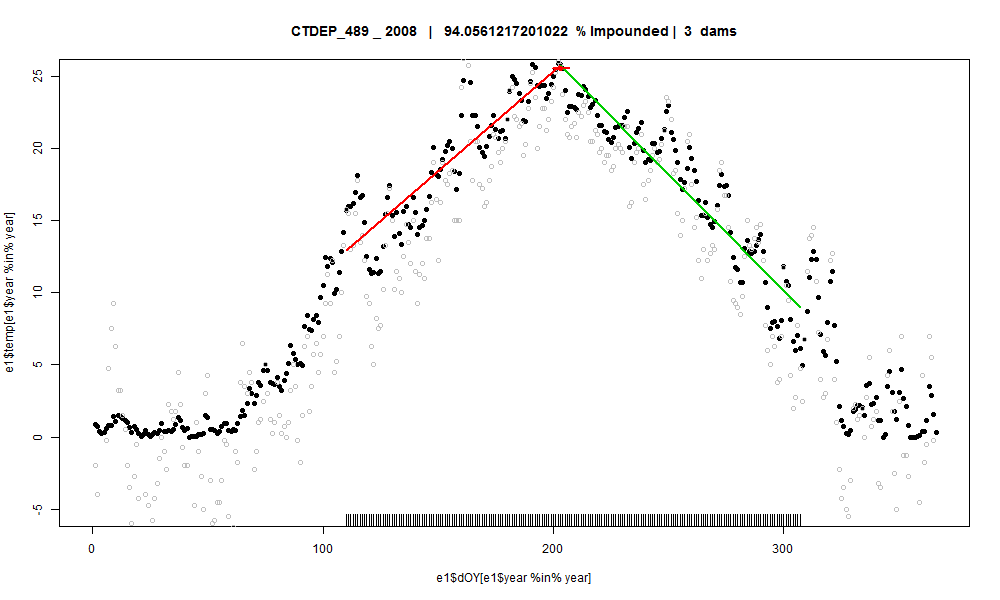 CTDEP_489 _ 2008 | 94.0561217201022 % Impounded | 3 dams
e1$temp[e1$year %in% year]
25
20
15
10
5
0
-5
0 100 200 300
e1$dOY[e1$year %in% year]